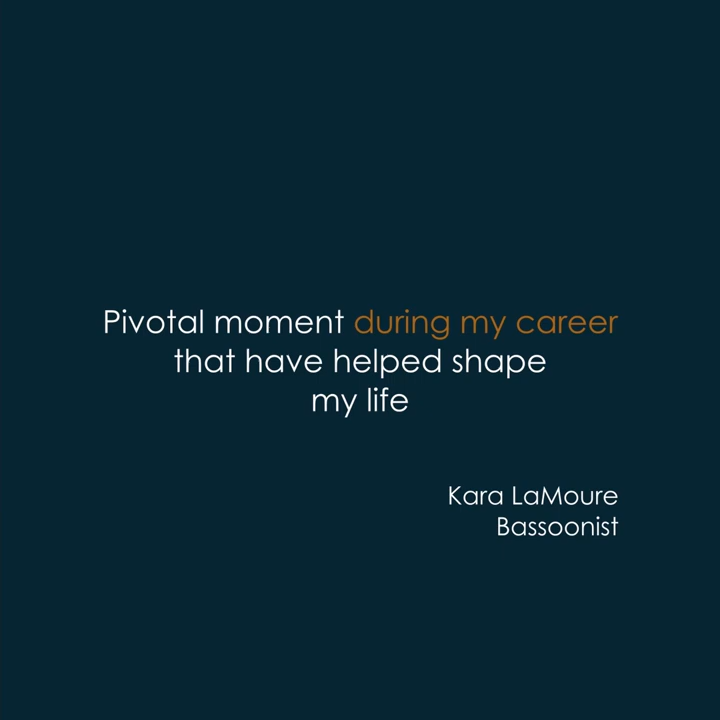 Pivotal moment during my career
that have helped shape
my life
Kara LaMoure
Bassoonist